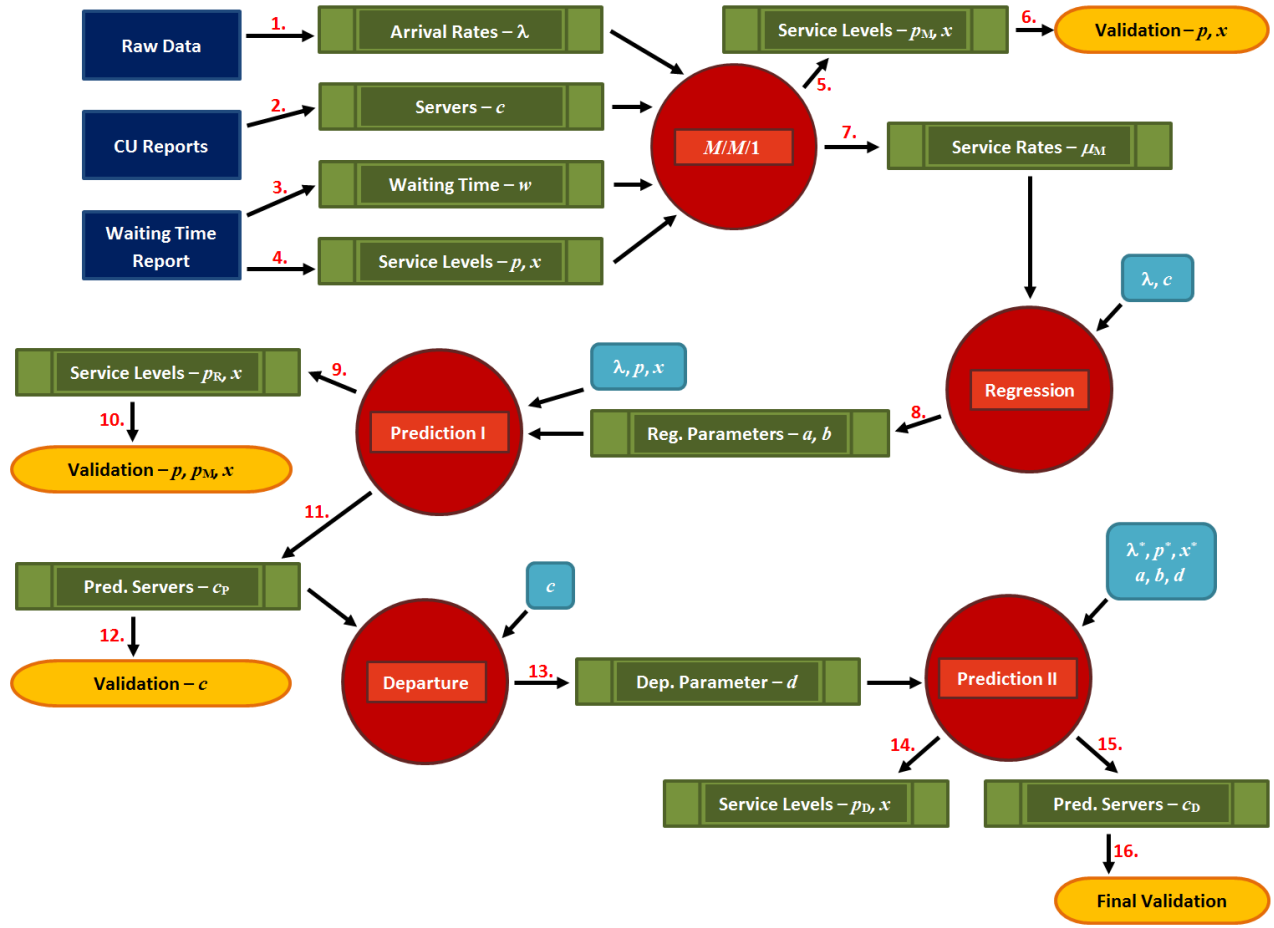 Raw Data
1.
Arrival Rates – λ
Service Levels – pM, x
6.
Validation – p, x
CU Reports
2.
Servers – c
5.
M/M/1
7.
Service Rates – μM
Waiting Time
Report
3.
Waiting Time – w
4.
Service Levels – p, x
λ, c
Service Levels – pR, x
9.
λ, p, x
Regression
10.
Prediction I
Reg. Parameters – a, b
8.
Validation – p, pM, x
11.
Pred. Servers – cP
c
λ*, p*, x*
a, b, d
12.
Validation – c
Departure
13.
Dep. Parameter – d
Prediction II
14.
15.
Service Levels – pD, x
Pred. Servers – cD
16.
Final Validation